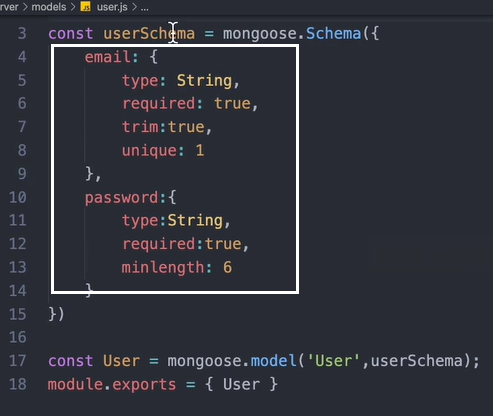 rver > models > JS user.js > ...
3 const userSchema = mongoose.Schema({
4 email: {
5 type: String,
6 required: true,
7 trim:true,
8 unique: 1
9 },
10 password:{
11 type:String,
12 required:true,
13 minlength: 6
14 }
15 })
16
17 const User = mongoose.model('User',userSchema);
18 module.exports = { User }